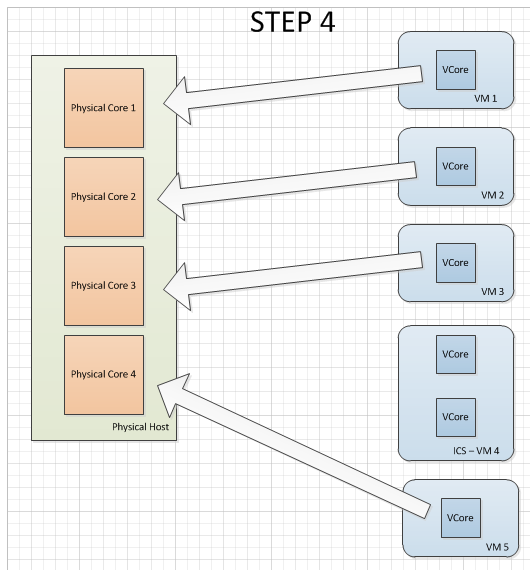 STEP 4
Physical Core 1
Physical Core 2
Physical Core 3
Physical Core 4
Physical Host
VCore
VM 1
VCore
VM 2
VCore
VM 3
VCore
VCore
ICS – VM 4
VCore
VM 5